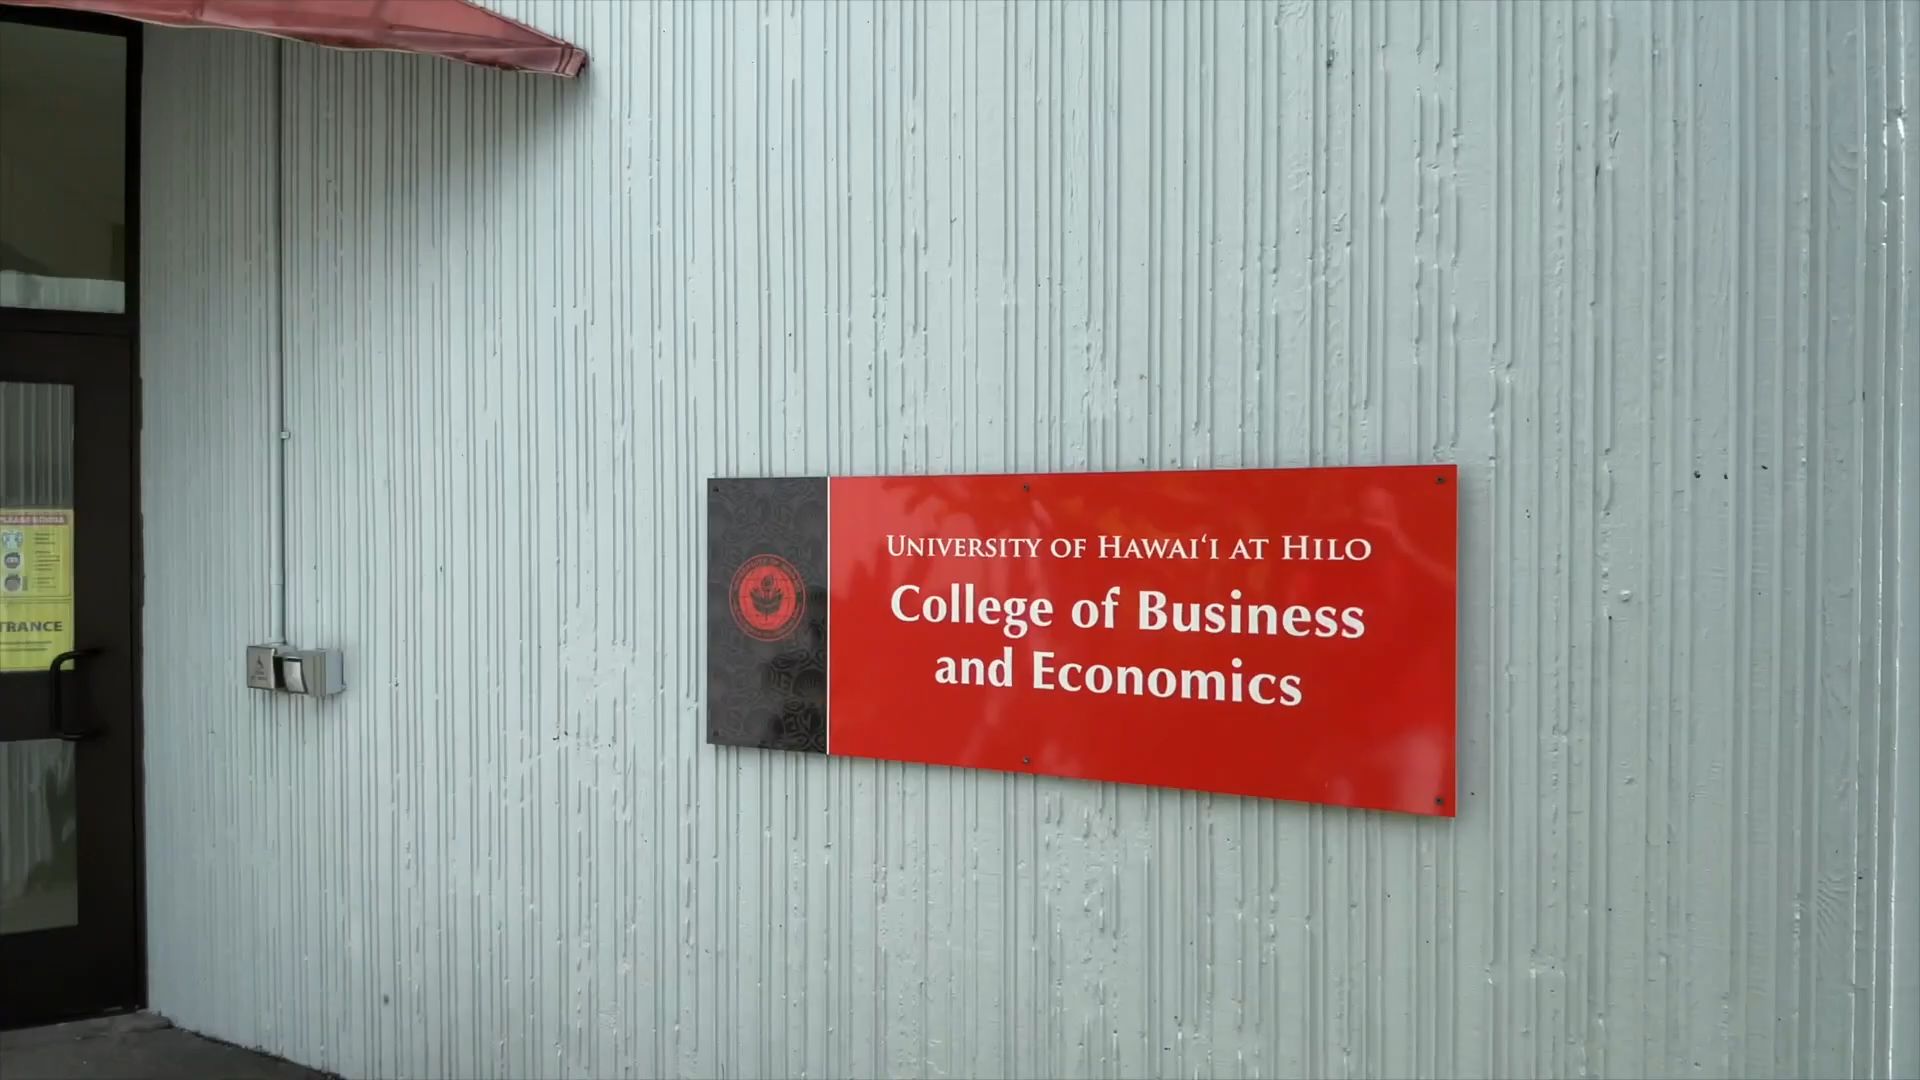 University of Hawaiʻi at Hilo
College of Business
and Economics
TRANCE